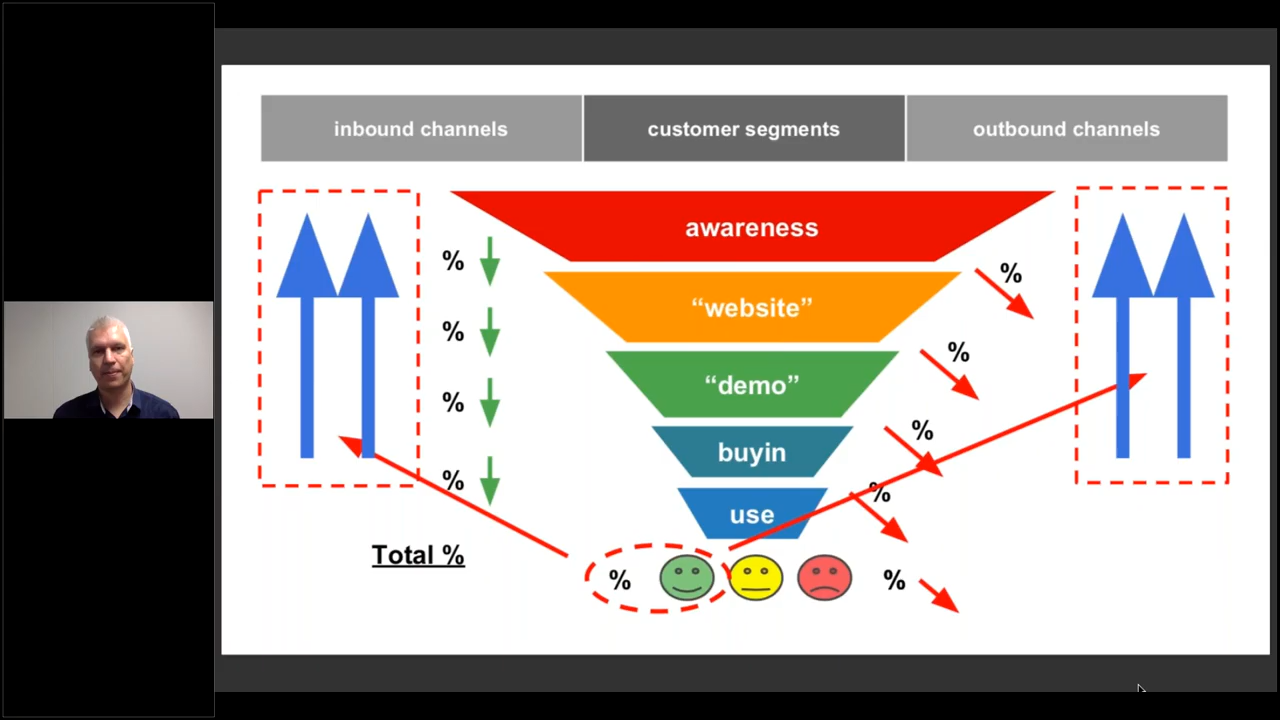 inbound channels
customer segments
outbound channels
awareness
%
%
“website”
%
%
“demo”
%
%
buyin
%
%
use
Total %
%
%